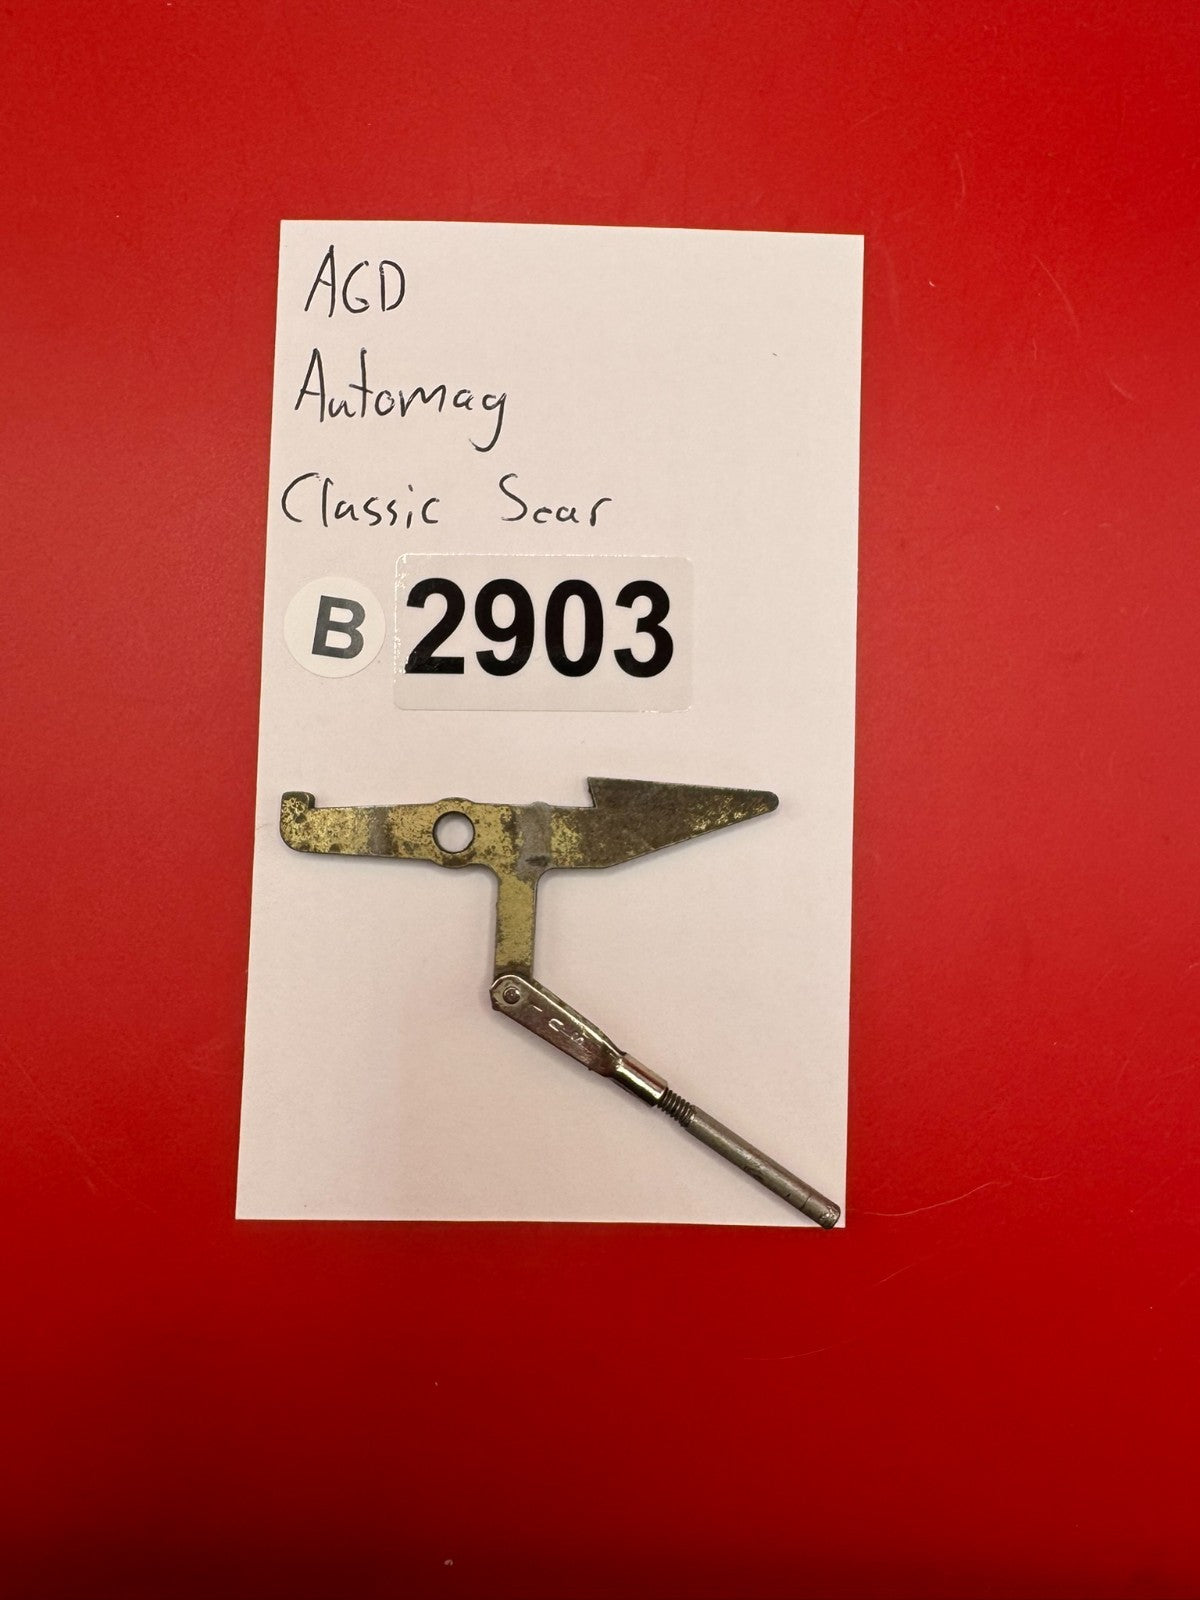 AGD
Automag
Classic Sear
B 2903